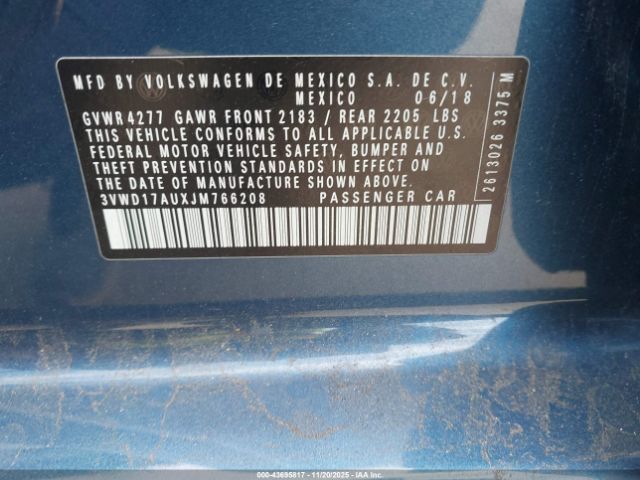 MFD BY VOLKSWAGEN DE MEXICO S.A. DE C.V.
MEXICO 06/18
GVWR 4277 GAWR FRONT 2183 / REAR 2205 LBS
THIS VEHICLE CONFORMS TO ALL APPLICABLE U.S.
FEDERAL MOTOR VEHICLE SAFETY, BUMPER AND
THEFT PREVENTION STANDARDS IN EFFECT ON
THE DATE OF MANUFACTURE SHOWN ABOVE.
3VWD17AUXJM766208 PASSENGER CAR
2613026 3375 M
000-43695817 - 11/20/2025 - IAA